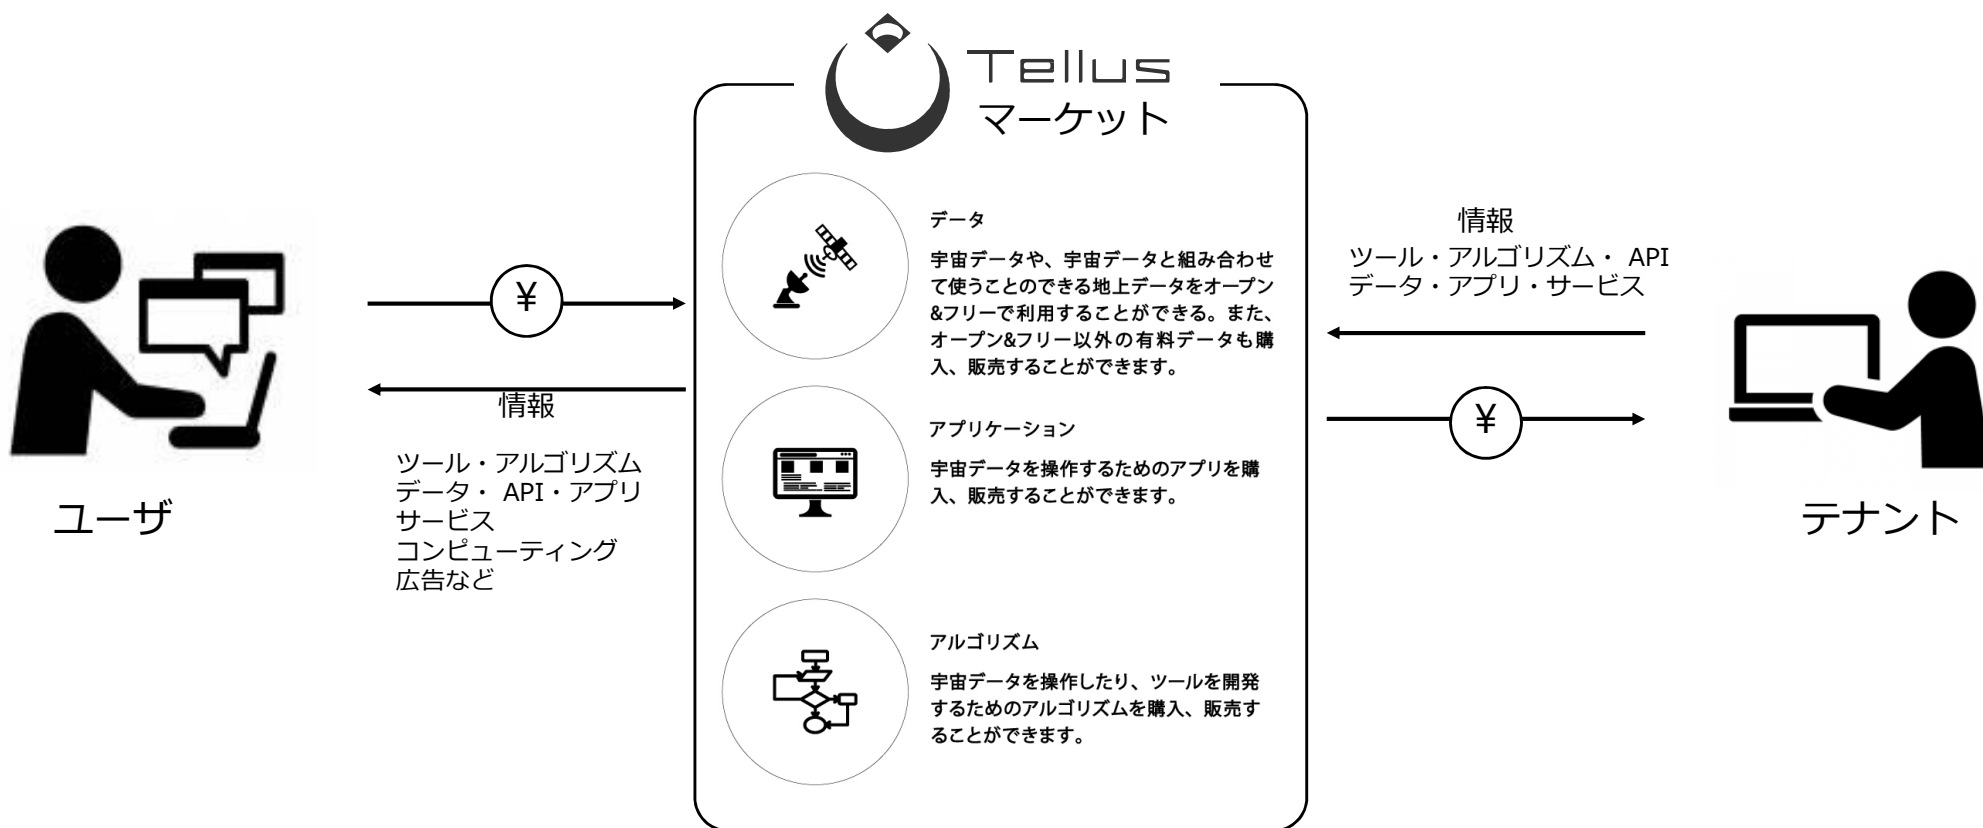 Tellus
マーケット
¥
情報
ツール・アルゴリズム
データ・ API・アプリ
サービス
コンピューティング
広告など
ユーザ
データ
宇宙データや、宇宙データと組み合わせ
て使うことのできる地上データをオープン
&フリーで利用することができる。また、
オープン&フリー以外の有料データも購
入、販売することができます。
アプリケーション
宇宙データを操作するためのアプリを購
入、販売することができます。
アルゴリズム
宇宙データを操作したり、ツールを開発
するためのアルゴリズムを購入、販売す
ることができます。
情報
ツール・アルゴリズム・ API
データ・アプリ・サービス
¥
テナント